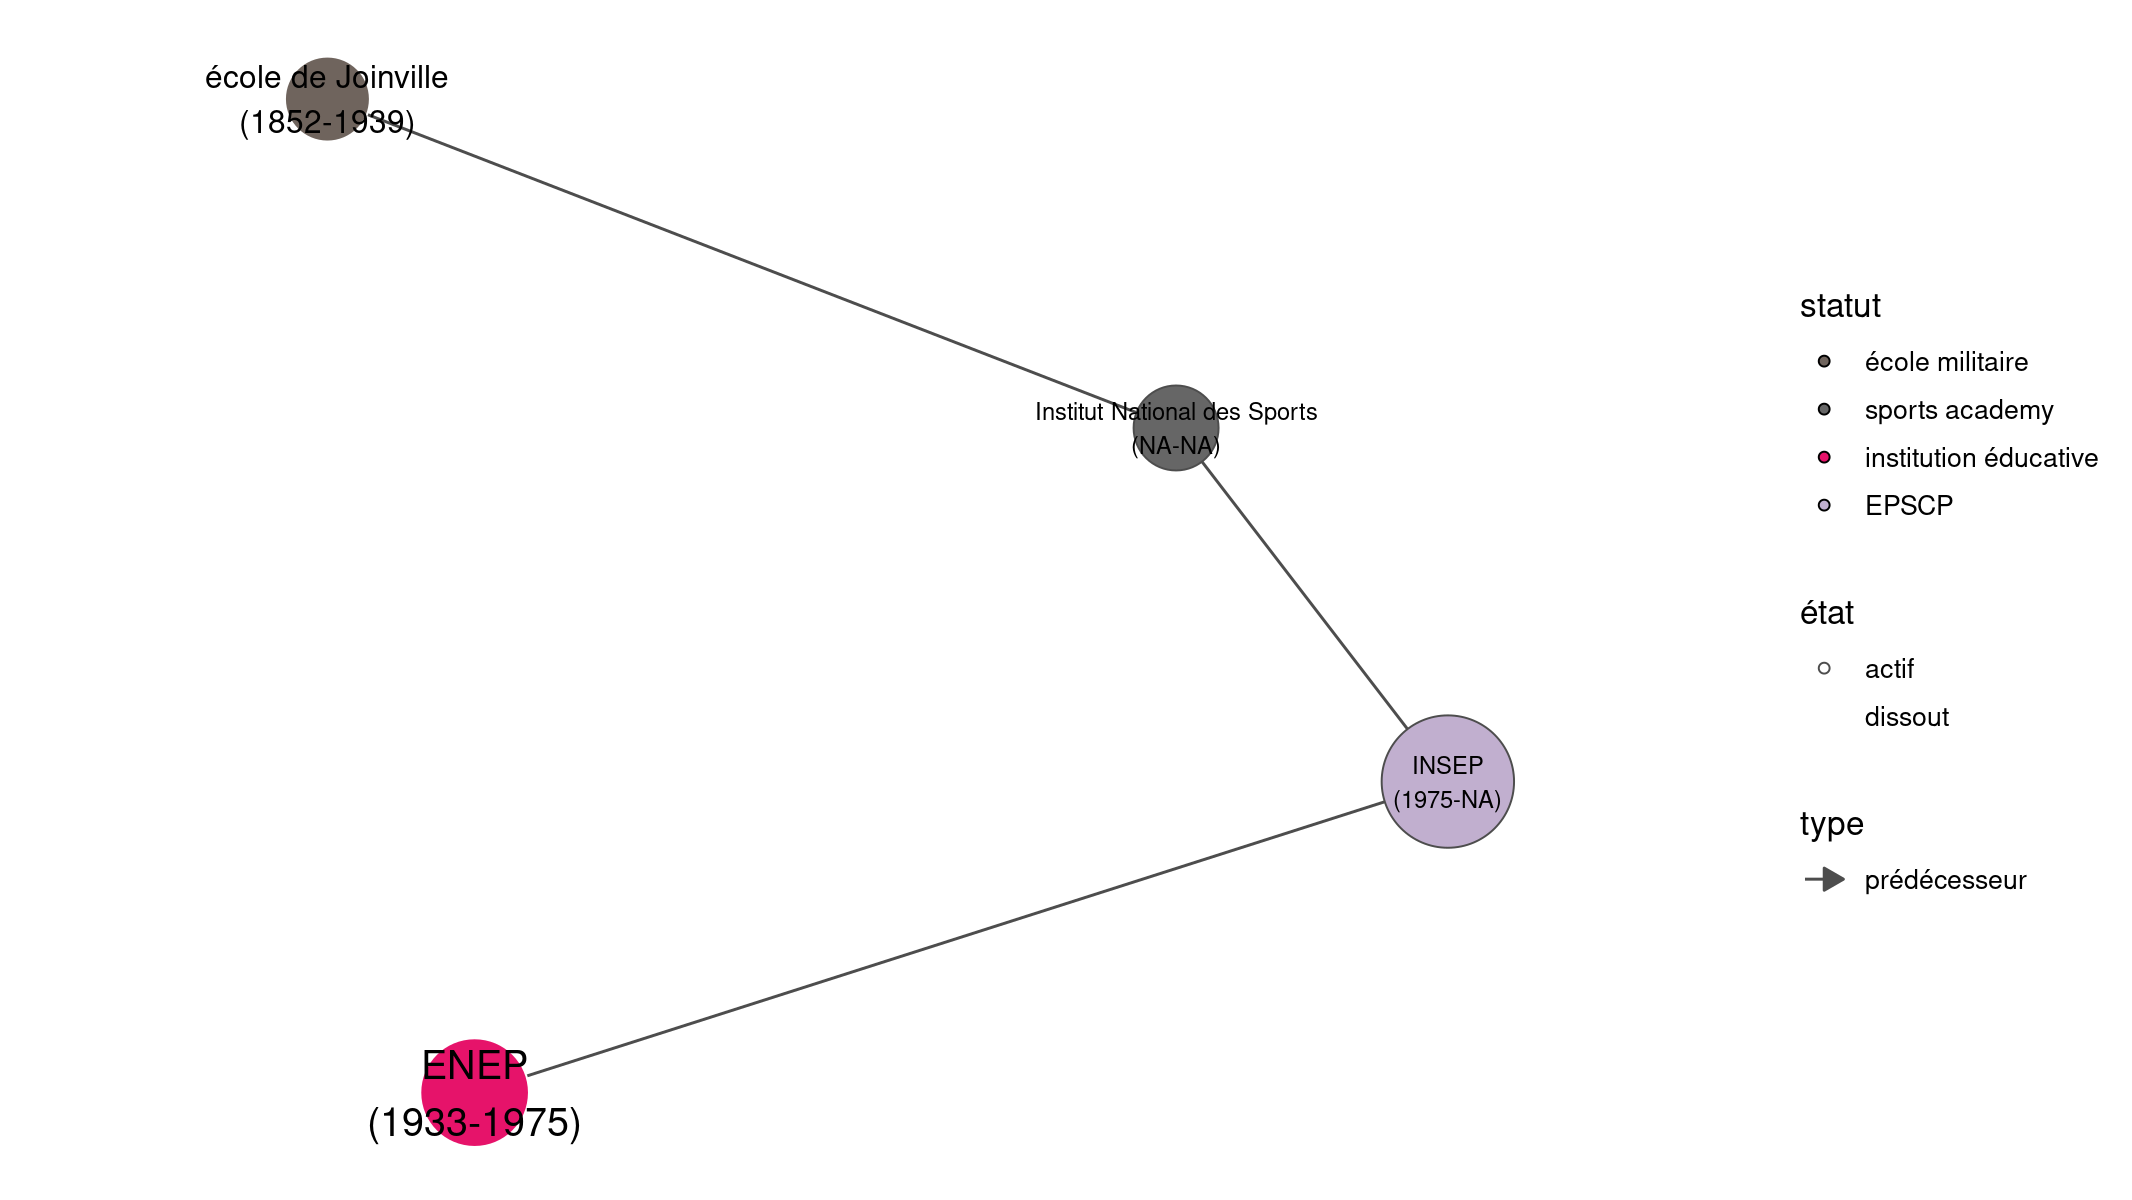 école de Joinville
(1852-1939)
Institut National des Sports
(NA-NA)
INSEP
(1975-NA)
ENEP
(1933-1975)
statut
école militaire
sports academy
institution éducative
EPSCP
état
actif
dissout
type
prédécesseur